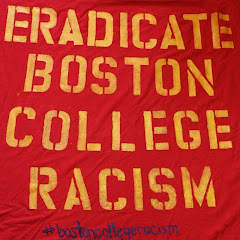 ERADICATE
BOSTON
COLLEGE
RACISM
#bostoncollegeracism